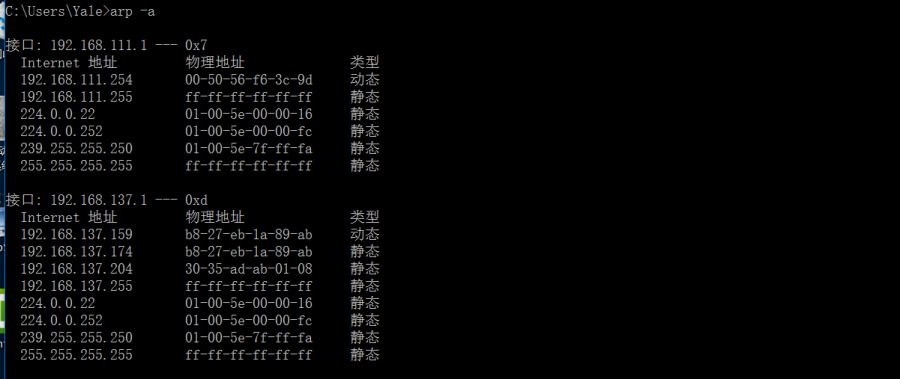 C:\Users\Yale>arp -a
接口: 192.168.111.1 --- 0x7
Internet 地址 物理地址 类型
192.168.111.254 00-50-56-f6-3c-9d 动态
192.168.111.255 ff-ff-ff-ff-ff-ff 静态
224.0.0.22 01-00-5e-00-00-16 静态
224.0.0.252 01-00-5e-00-00-fc 静态
239.255.255.250 01-00-5e-7f-ff-fa 静态
255.255.255.255 ff-ff-ff-ff-ff-ff 静态
接口: 192.168.137.1 --- 0xd
Internet 地址 物理地址 类型
192.168.137.159 b8-27-eb-1a-89-ab 动态
192.168.137.174 b8-27-eb-1a-89-ab 静态
192.168.137.204 30-35-ad-ab-01-08 静态
192.168.137.255 ff-ff-ff-ff-ff-ff 静态
224.0.0.22 01-00-5e-00-00-16 静态
224.0.0.252 01-00-5e-00-00-fc 静态
239.255.255.250 01-00-5e-7f-ff-fa 静态
255.255.255.255 ff-ff-ff-ff-ff-ff 静态